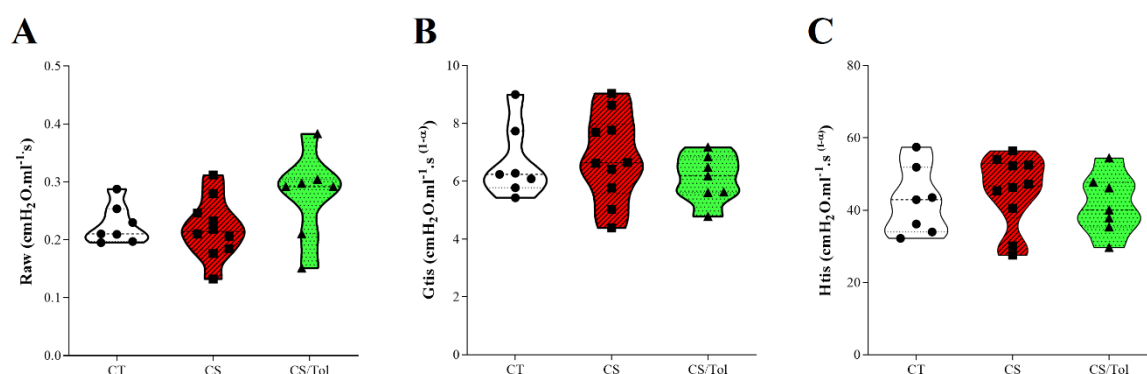 A
Raw (cmH₂O.ml⁻¹·s)
0.5
0.4
0.3
0.2
0.1
0.0
CT CS CS/Tol
B
Gtis (cmH₂O.ml⁻¹.s ⁽¹⁻ᵅ⁾)
10
8
6
4
2
0
CT CS CS/Tol
C
Htis (cmH₂O.ml⁻¹.s ⁽¹⁻ᵅ⁾)
80
60
40
20
0
CT CS CS/Tol